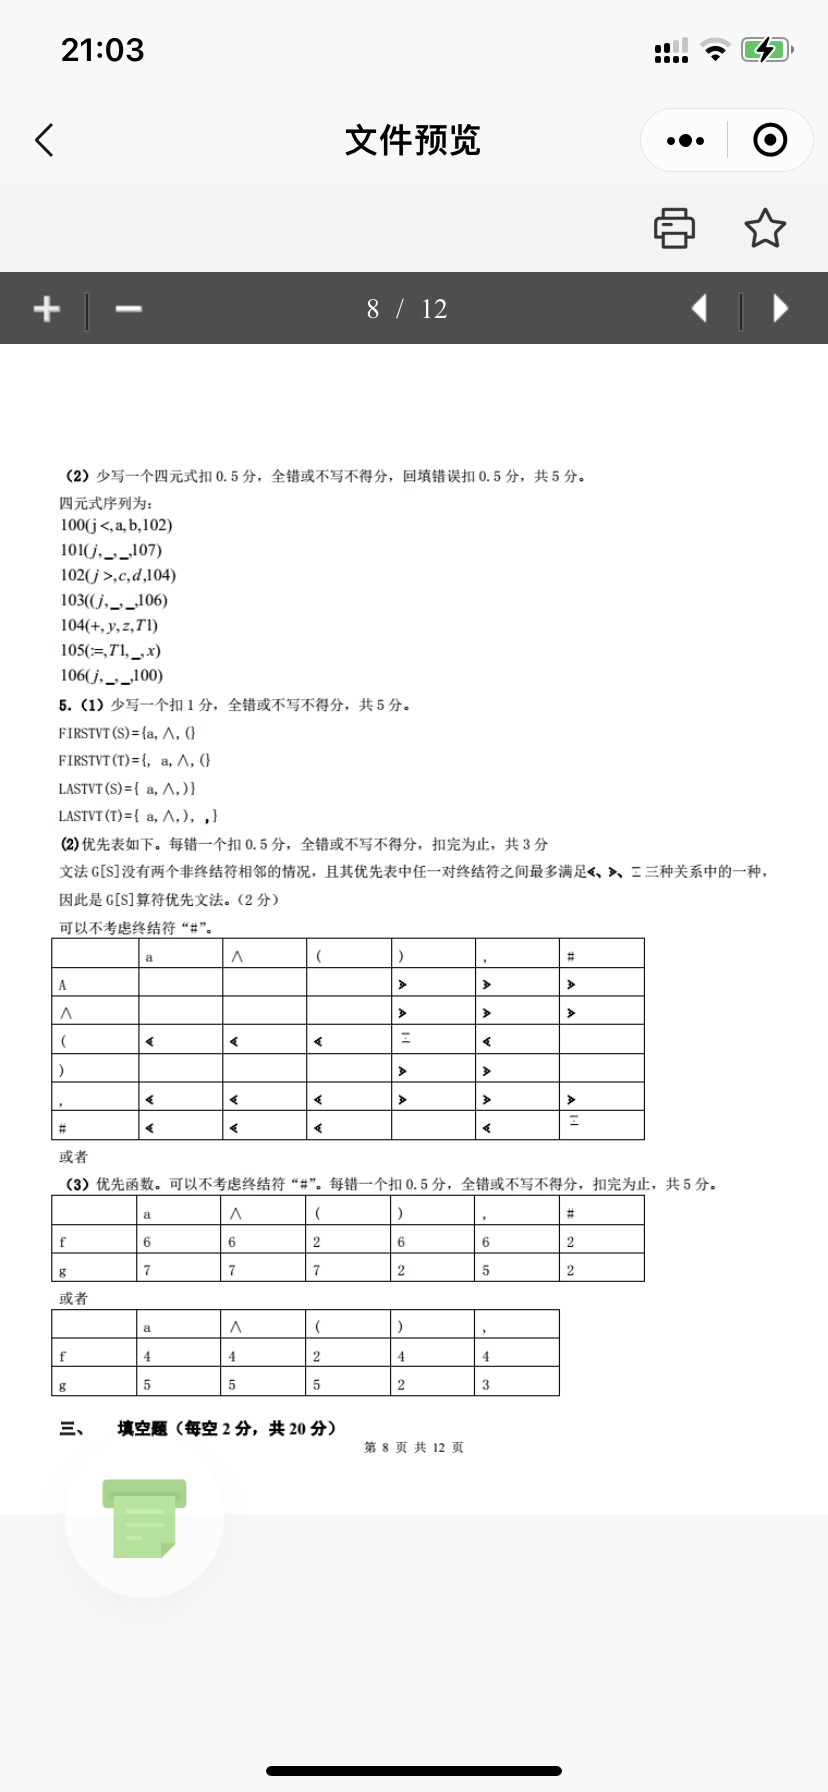 21:03
文件预览
8 / 12
（2）少写一个四元式扣 0.5 分，全错或不写不得分，回填错误扣 0.5 分，共 5 分。
四元式序列为：
100(j <, a, b,102)
101(j, _, _,107)
102(j >,c,d,104)
103((j, _, _,106)
104(+, y, z,T1)
105(:=,T1, _, x)
106(j, _, _,100)
5.（1）少写一个扣 1 分，全错或不写不得分，共 5 分。
FIRSTVT(S)={a,∧,(}
FIRSTVT(T)={, a,∧,(}
LASTVT(S)={ a,∧,)}
LASTVT(T)={ a,∧,), ,}
(2)优先表如下。每错一个扣 0.5 分，全错或不写不得分，扣完为止，共 3 分
文法 G[S]没有两个非终结符相邻的情况，且其优先表中任一对终结符之间最多满足⋖、⋗、≖三种关系中的一种，
因此是 G[S]算符优先文法。（2 分）
可以不考虑终结符“#”。
a ∧ ( ) , #
A ⋗ ⋗ ⋗
∧ ⋗ ⋗ ⋗
( ⋖ ⋖ ⋖ ≖ ⋖
) ⋗ ⋗
, ⋖ ⋖ ⋖ ⋗ ⋗ ⋗
# ⋖ ⋖ ⋖ ⋖ ≖
或者
（3）优先函数。可以不考虑终结符“#”。每错一个扣 0.5 分，全错或不写不得分，扣完为止，共 5 分。
a ∧ ( ) , #
f 6 6 2 6 6 2
g 7 7 7 2 5 2
或者
a ∧ ( ) ,
f 4 4 2 4 4
g 5 5 5 2 3
三、 填空题（每空 2 分，共 20 分）
第 8 页 共 12 页